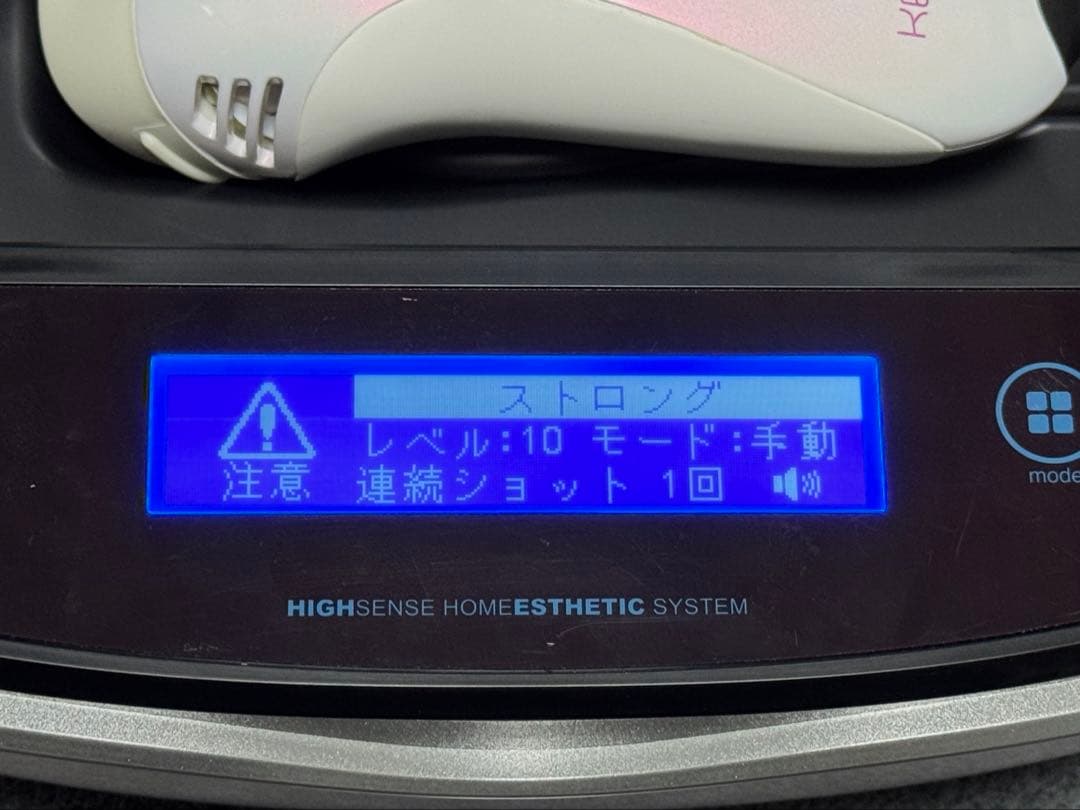 ストロング
レベル:10 モード:手動
注意 連続ショット 1回
mode
HIGHSENSE HOMEESTHETIC SYSTEM